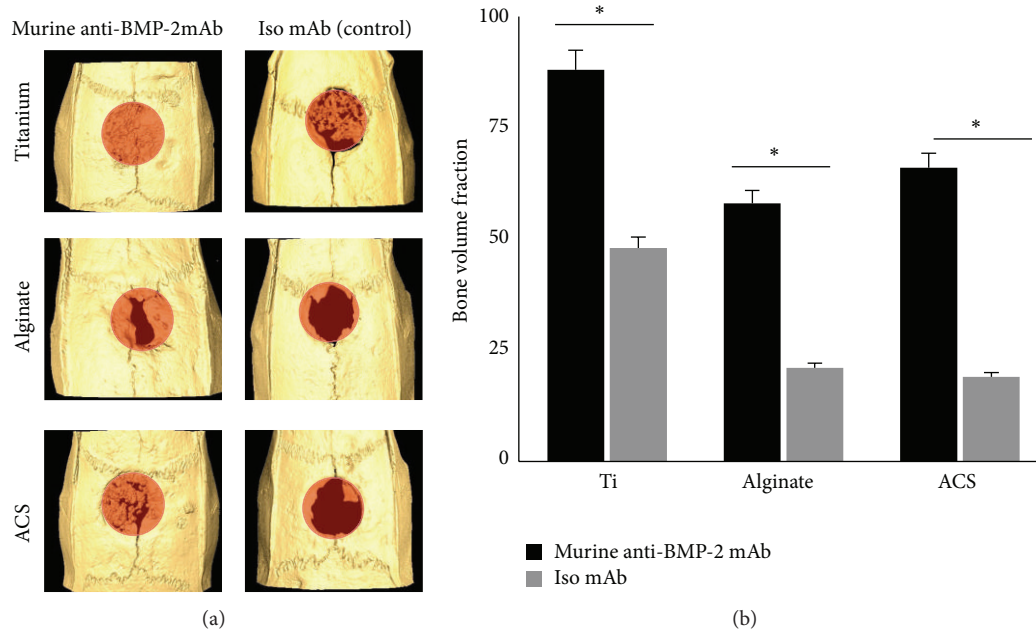 Murine anti-BMP-2mAb
Iso mAb (control)
Titanium
Alginate
ACS
(a)
100
75
50
25
0
Bone volume fraction
*
*
*
Ti
Alginate
ACS
Murine anti-BMP-2 mAb
Iso mAb
(b)